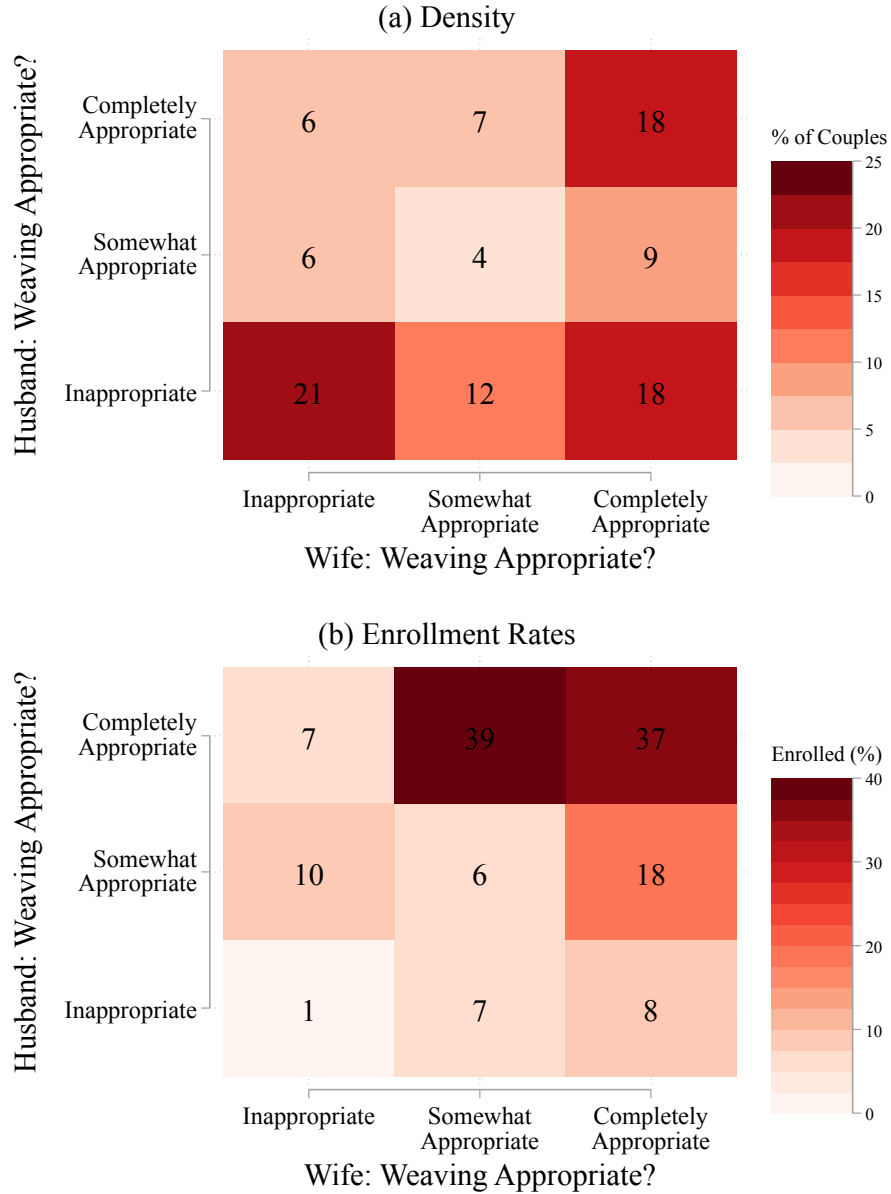 (a) Density
Husband: Weaving Appropriate?
Completely
Appropriate
6
7
18
Somewhat
Appropriate
6
4
9
Inappropriate
21
12
18
Inappropriate
Somewhat
Appropriate
Completely
Appropriate
Wife: Weaving Appropriate?
% of Couples
25
20
15
10
5
0
(b) Enrollment Rates
Husband: Weaving Appropriate?
Completely
Appropriate
7
39
37
Somewhat
Appropriate
10
6
18
Inappropriate
1
7
8
Inappropriate
Somewhat
Appropriate
Completely
Appropriate
Wife: Weaving Appropriate?
Enrolled (%)
40
30
20
10
0